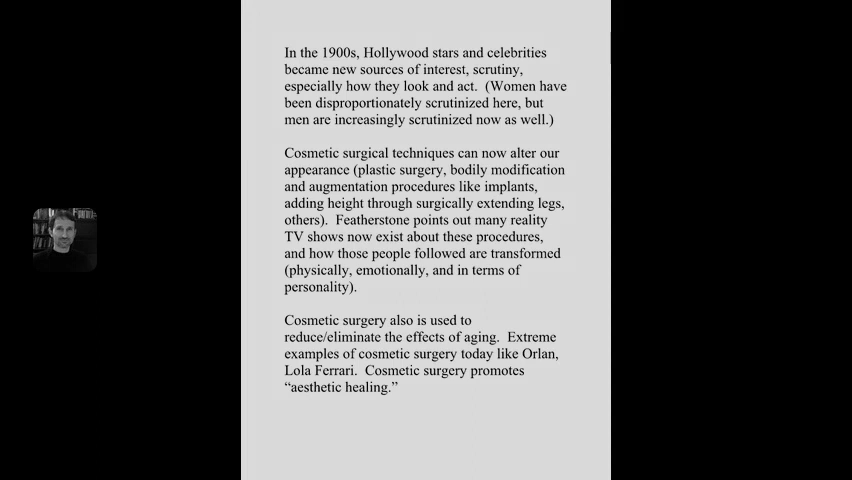 In the 1900s, Hollywood stars and celebrities
became new sources of interest, scrutiny,
especially how they look and act.  (Women have
been disproportionately scrutinized here, but
men are increasingly scrutinized now as well.)
Cosmetic surgical techniques can now alter our
appearance (plastic surgery, bodily modification
and augmentation procedures like implants,
adding height through surgically extending legs,
others).  Featherstone points out many reality
TV shows now exist about these procedures,
and how those people followed are transformed
(physically, emotionally, and in terms of
personality).
Cosmetic surgery also is used to
reduce/eliminate the effects of aging.  Extreme
examples of cosmetic surgery today like Orlan,
Lola Ferrari.  Cosmetic surgery promotes
“aesthetic healing.”